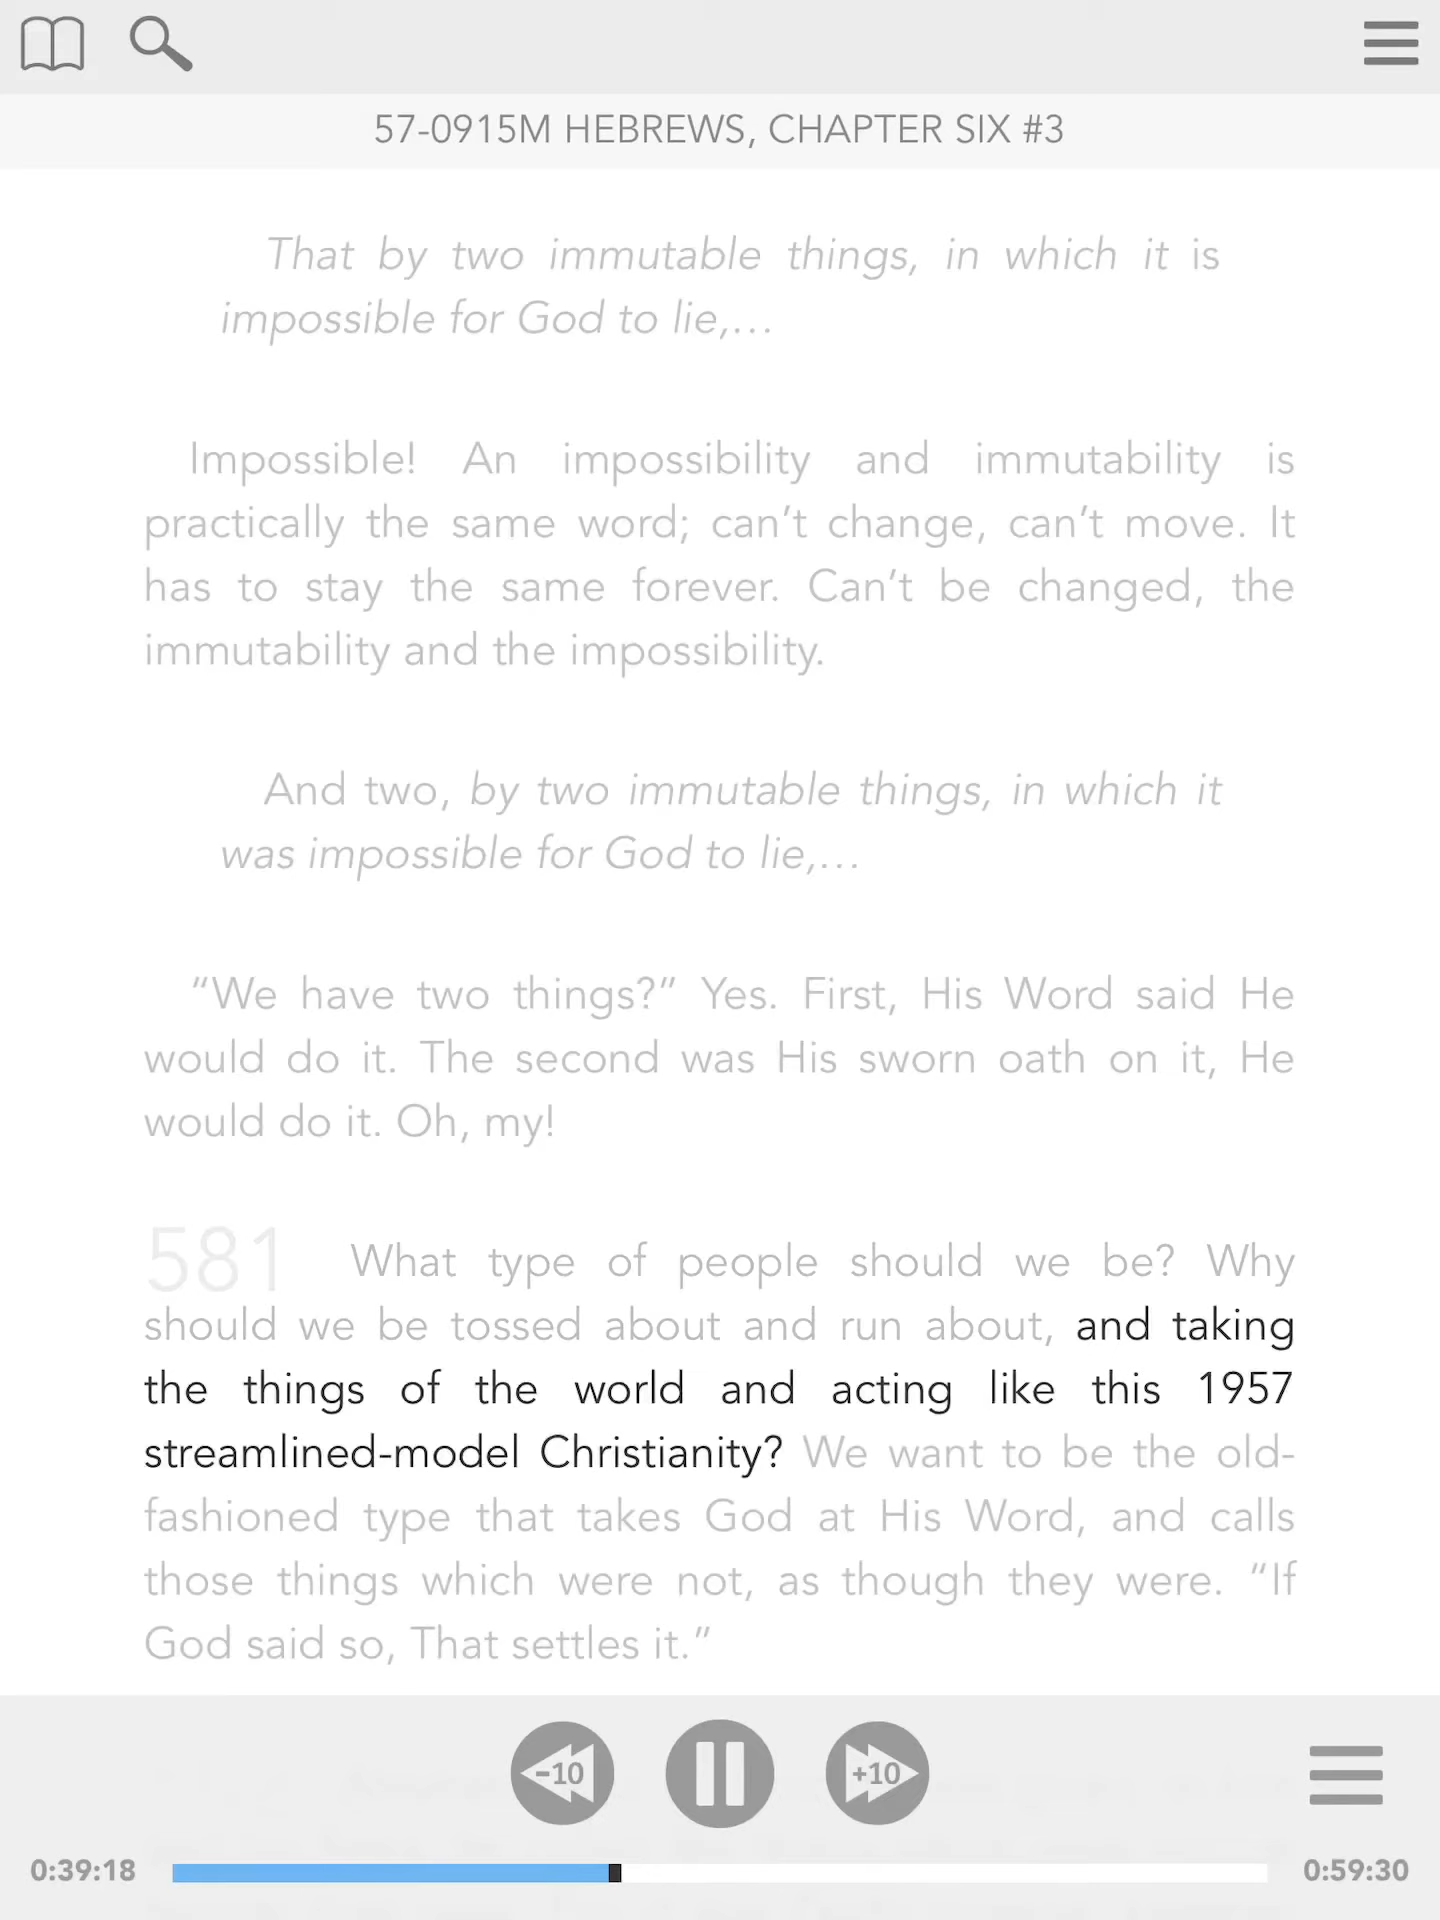 57-0915M HEBREWS, CHAPTER SIX #3
That by two immutable things, in which it is
impossible for God to lie,…
Impossible! An impossibility and immutability is
practically the same word; can’t change, can’t move. It
has to stay the same forever. Can’t be changed, the
immutability and the impossibility.
And two, by two immutable things, in which it
was impossible for God to lie,…
“We have two things?” Yes. First, His Word said He
would do it. The second was His sworn oath on it, He
would do it. Oh, my!
581 What type of people should we be? Why
should we be tossed about and run about, and taking
the things of the world and acting like this 1957
streamlined-model Christianity? We want to be the old-
fashioned type that takes God at His Word, and calls
those things which were not, as though they were. “If
God said so, That settles it.”
-10 +10
0:39:18 0:59:30